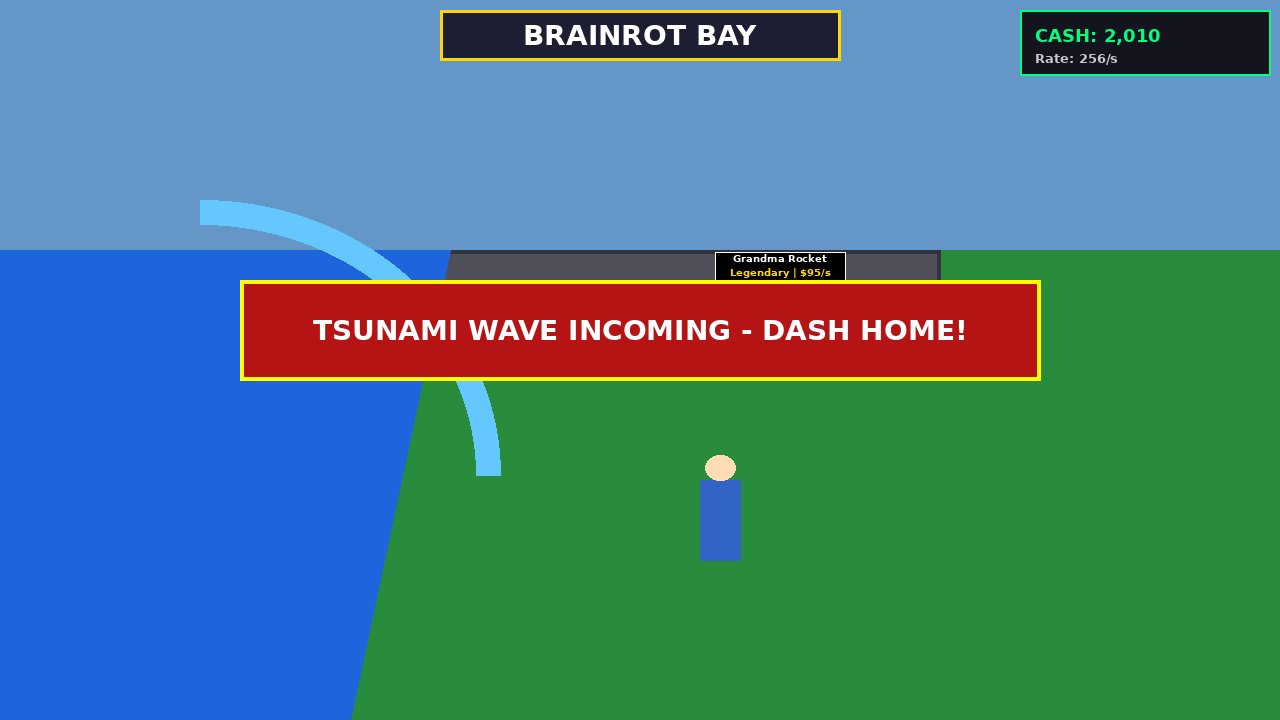 BRAINROT BAY
CASH: 2,010
Rate: 256/s
Grandma Rocket
Legendary | $95/s
TSUNAMI WAVE INCOMING - DASH HOME!